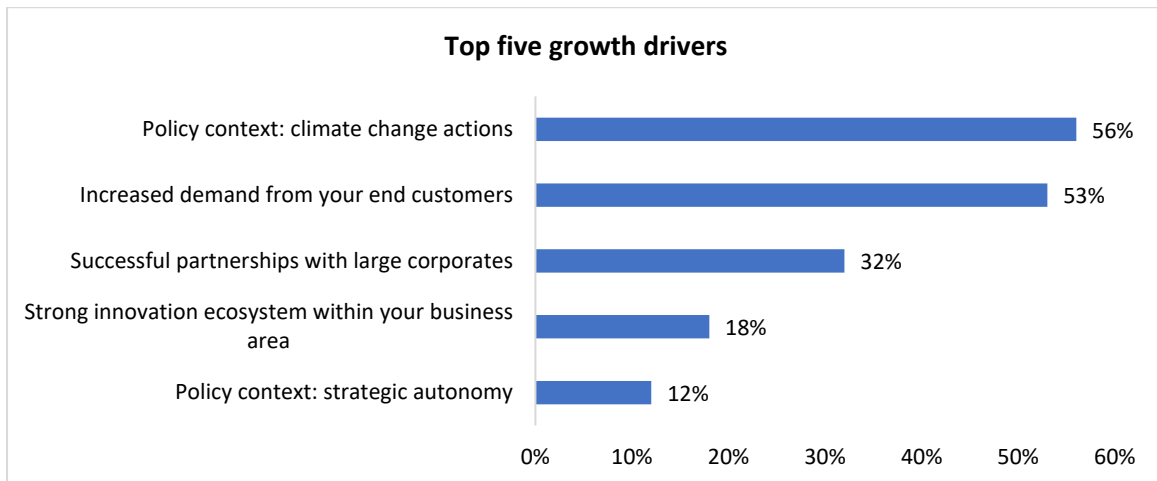 Top five growth drivers
Policy context: climate change actions
56%
Increased demand from your end customers
53%
Successful partnerships with large corporates
32%
Strong innovation ecosystem within your business
area
18%
Policy context: strategic autonomy
12%
0% 10% 20% 30% 40% 50% 60%